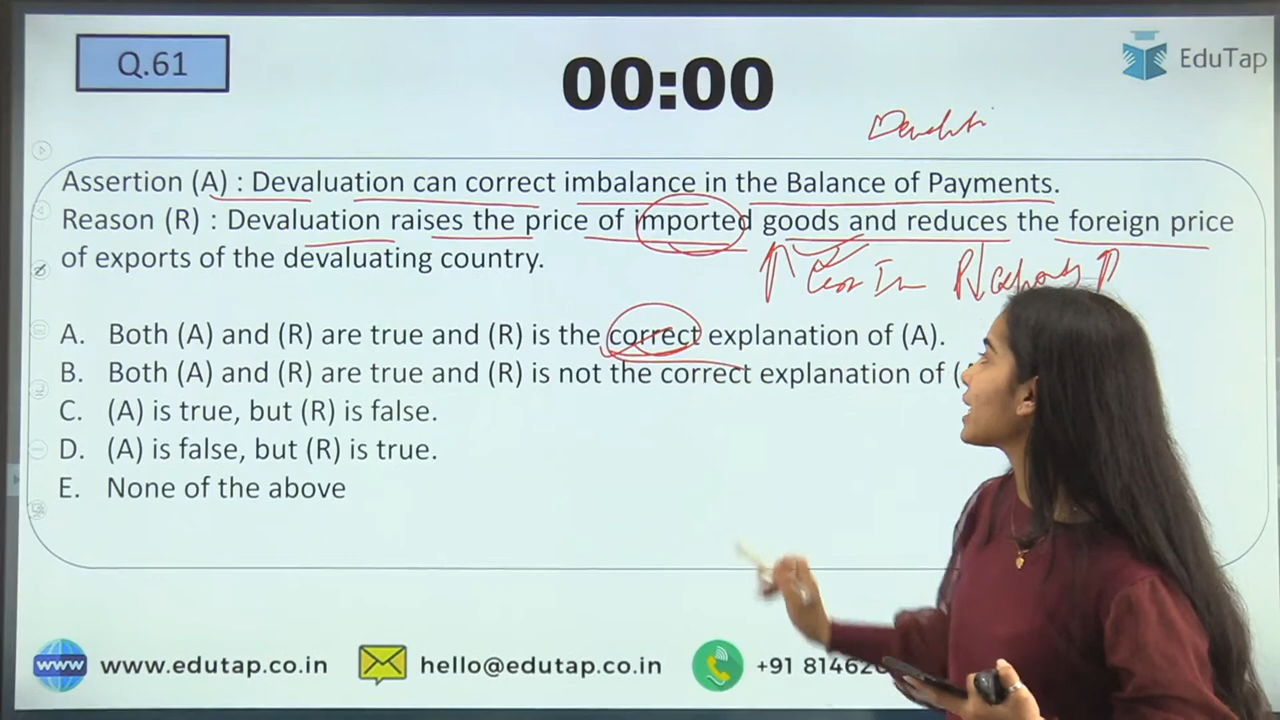 Q.61
00:00
EduTap
Assertion (A) : Devaluation can correct imbalance in the Balance of Payments.
Reason (R) : Devaluation raises the price of imported goods and reduces the foreign price
of exports of the devaluating country.
A. Both (A) and (R) are true and (R) is the correct explanation of (A).
B. Both (A) and (R) are true and (R) is not the correct explanation of (
C. (A) is true, but (R) is false.
D. (A) is false, but (R) is true.
E. None of the above
www www.edutap.co.in hello@edutap.co.in +91 81462